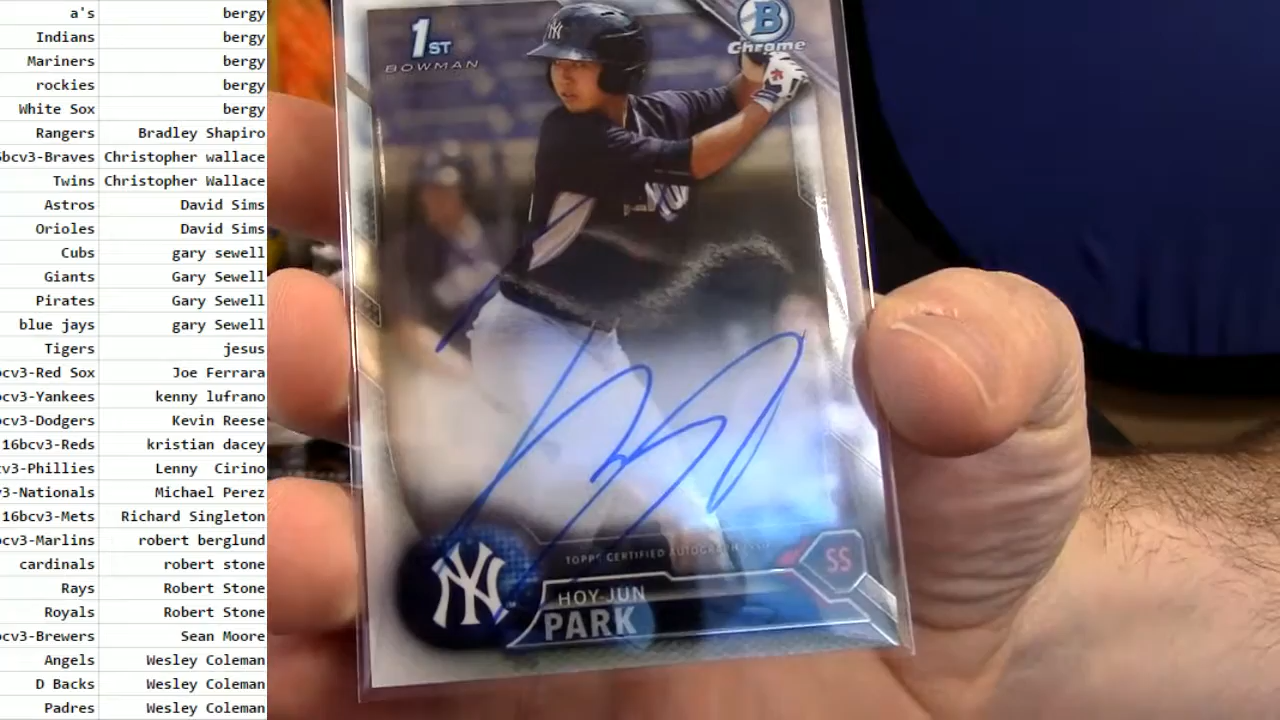 a's bergy
Indians bergy
Mariners bergy
rockies bergy
White Sox bergy
Rangers Bradley Shapiro
bcv3-Braves Christopher wallace
Twins Christopher Wallace
Astros David Sims
Orioles David Sims
Cubs gary sewell
Giants Gary Sewell
Pirates Gary Sewell
blue jays gary Sewell
Tigers jesus
cv3-Red Sox Joe Ferrara
cv3-Yankees kenny lufrano
cv3-Dodgers Kevin Reese
16bcv3-Reds kristian dacey
v3-Phillies Lenny Cirino
3-Nationals Michael Perez
16bcv3-Mets Richard Singleton
cv3-Marlins robert berglund
cardinals robert stone
Rays Robert Stone
Royals Robert Stone
cv3-Brewers Sean Moore
Angels Wesley Coleman
D Backs Wesley Coleman
Padres Wesley Coleman
1ST
BOWMAN
B
Chrome
NY
TOPPS CERTIFIED AUTOGRAPH
SS
NY
HOY-JUN
PARK